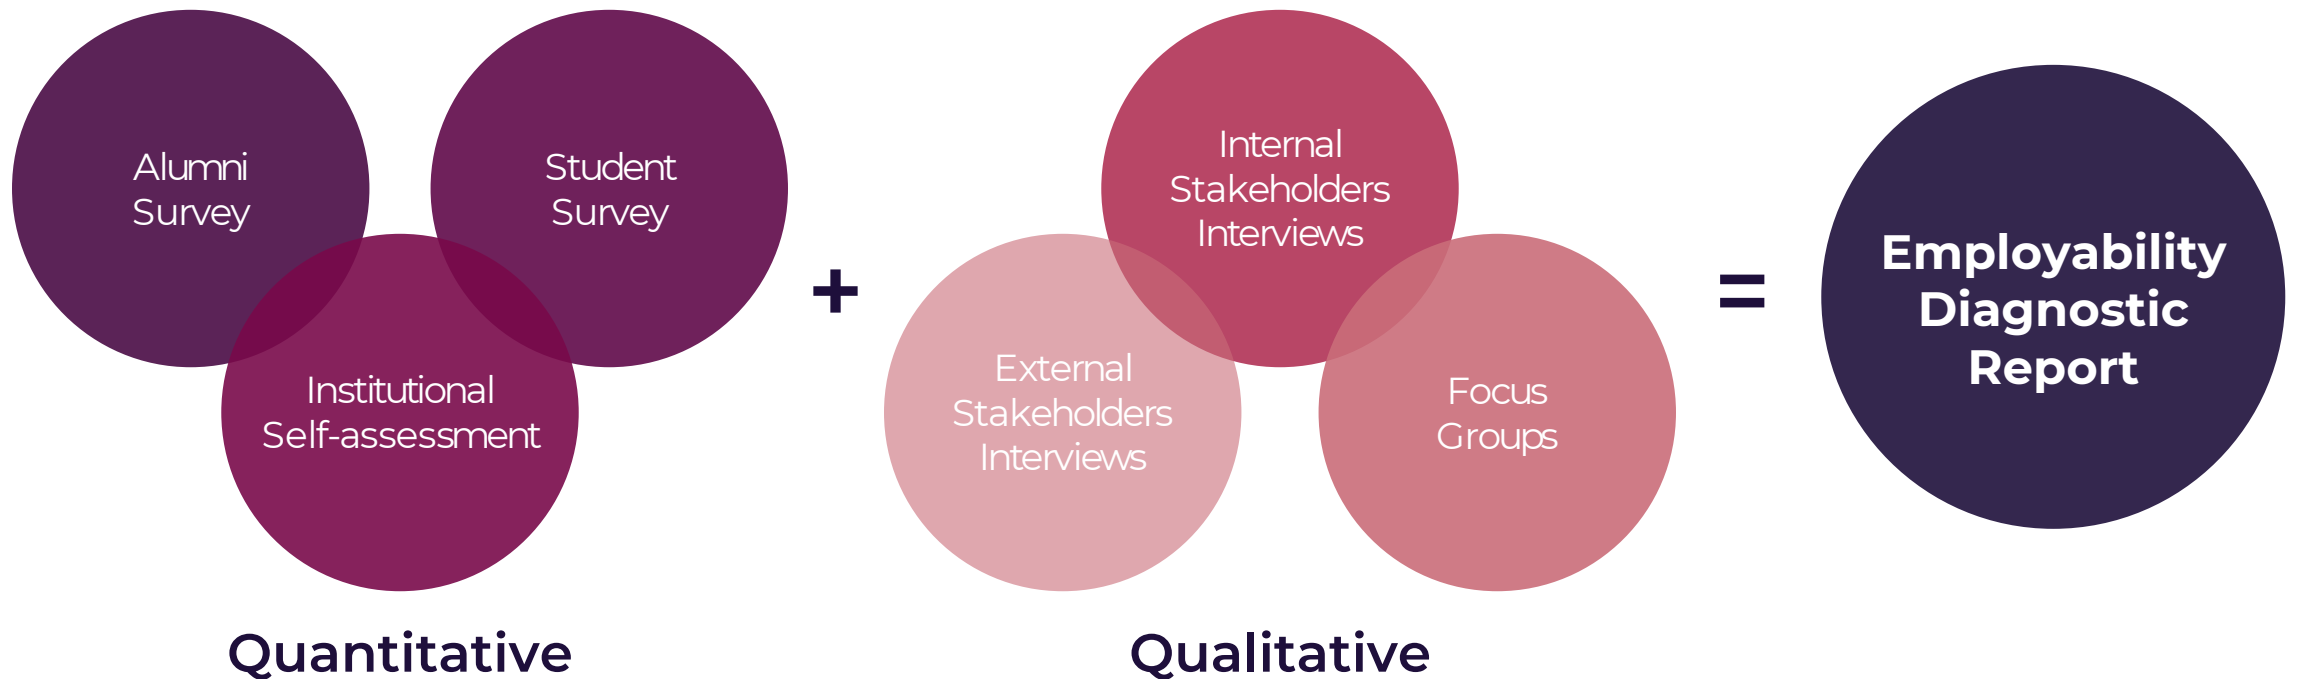 Alumni
Survey
Student
Survey
Institutional
Self-assessment
Quantitative
+
Internal
Stakeholders
Interviews
External
Stakeholders
Interviews
Focus
Groups
Qualitative
=
Employability
Diagnostic
Report